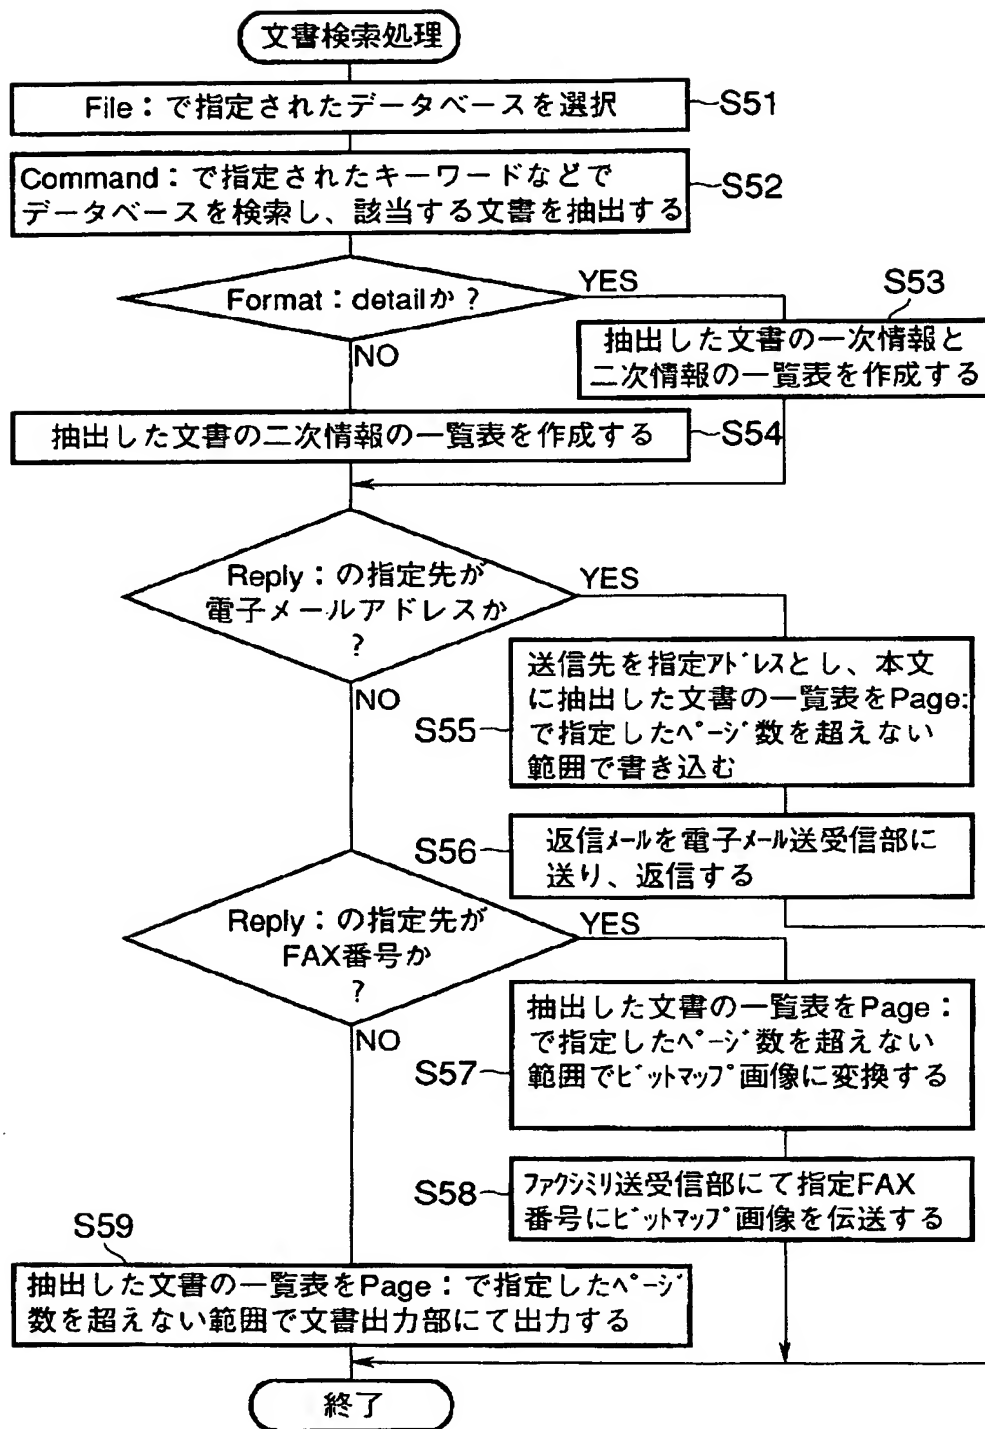 文書検索処理
File：で指定されたデータベースを選択
S51
Command：で指定されたキーワードなどで
データベースを検索し、該当する文書を抽出する
S52
Format：detailか？
YES
NO
S53
抽出した文書の一次情報と
二次情報の一覧表を作成する
抽出した文書の二次情報の一覧表を作成する
S54
Reply：の指定先が
電子メールアドレスか
？
YES
NO
S55
送信先を指定ｱﾄﾞﾚｽとし、本文
に抽出した文書の一覧表をPage:
で指定したﾍﾟｰｼﾞ数を超えない
範囲で書き込む
S56
返信ﾒｰﾙを電子ﾒｰﾙ送受信部に
送り、返信する
Reply：の指定先が
FAX番号か
？
YES
NO
S57
抽出した文書の一覧表をPage：
で指定したﾍﾟｰｼﾞ数を超えない
範囲でﾋﾞｯﾄﾏｯﾌﾟ画像に変換する
S58
ﾌｧｸｼﾐﾘ送受信部にて指定FAX
番号にﾋﾞｯﾄﾏｯﾌﾟ画像を伝送する
S59
抽出した文書の一覧表をPage：で指定したﾍﾟｰｼﾞ
数を超えない範囲で文書出力部にて出力する
終了